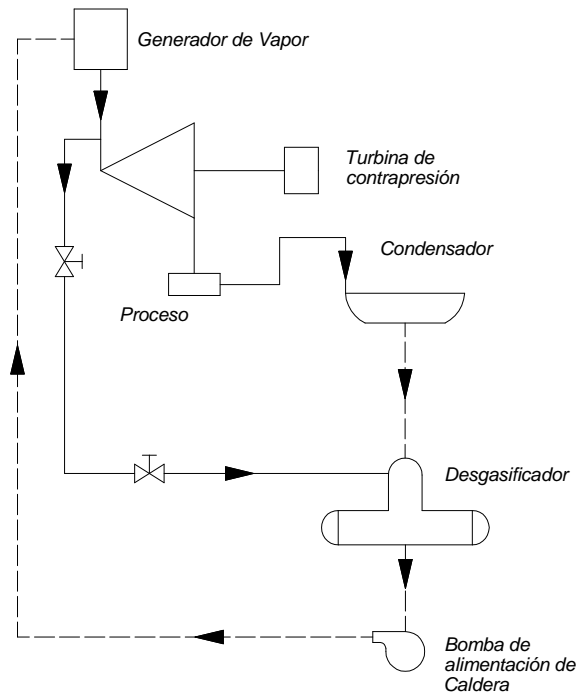 Generador de Vapor
Turbina de
contrapresión
Condensador
Proceso
Desgasificador
Bomba de
alimentación de
Caldera